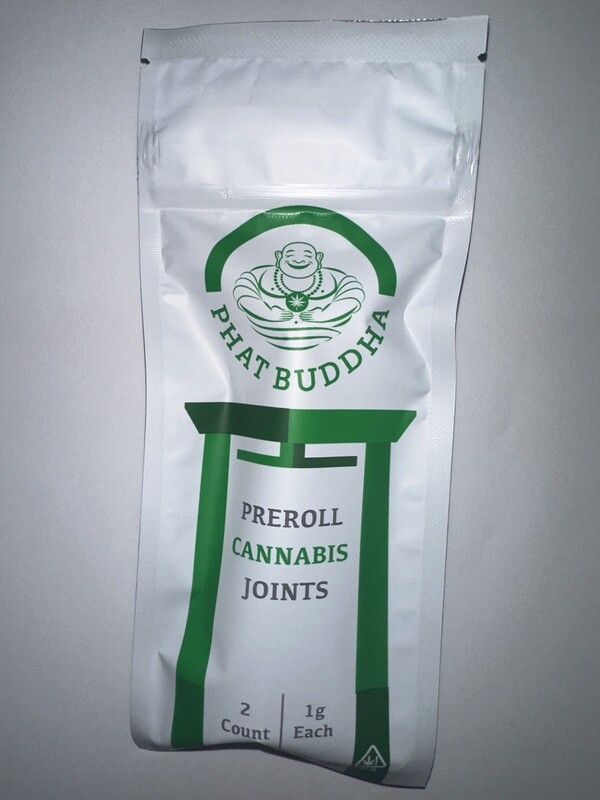 PHAT BUDDHA
PREROLL
CANNABIS
JOINTS
2
Count
1g
Each